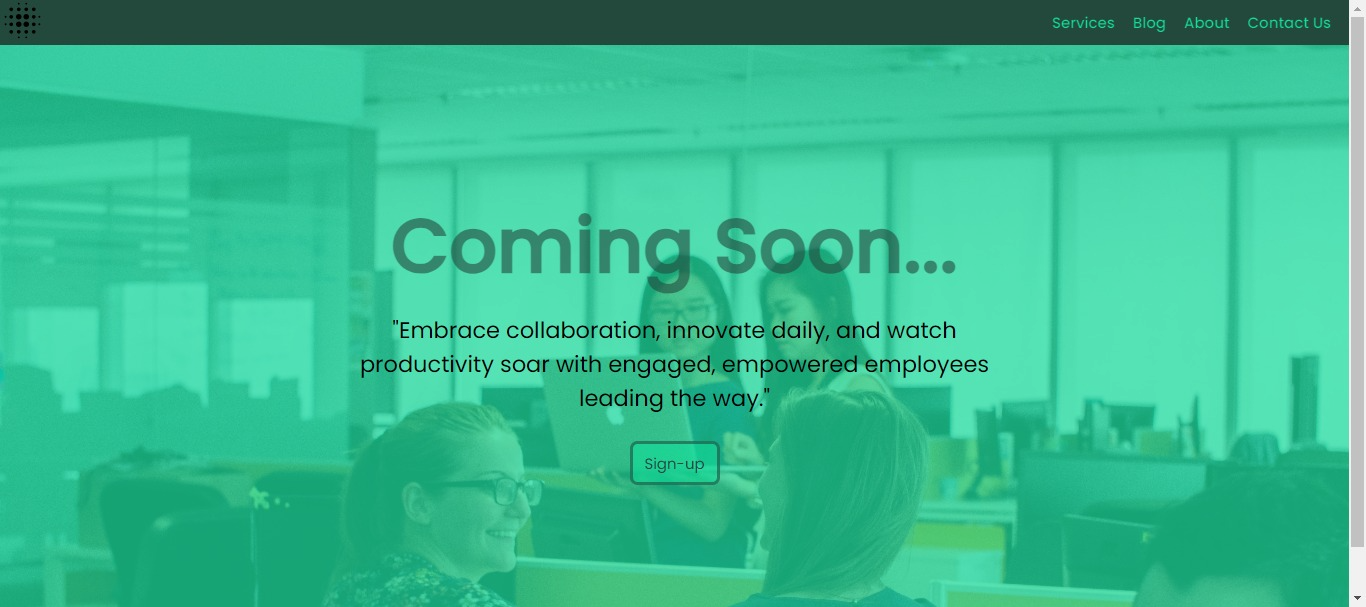 Services Blog About Contact Us
Coming Soon...
"Embrace collaboration, innovate daily, and watch
productivity soar with engaged, empowered employees
leading the way."
Sign-up